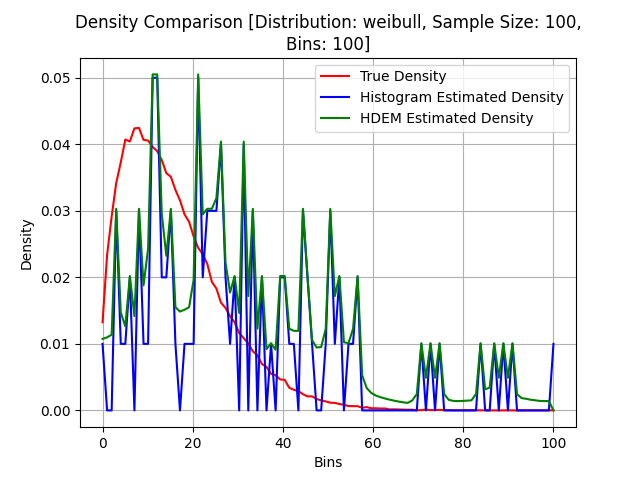 Density Comparison [Distribution: weibull, Sample Size: 100,
Bins: 100]
True Density
Histogram Estimated Density
HDEM Estimated Density
Density
0.05
0.04
0.03
0.02
0.01
0.00
0 20 40 60 80 100
Bins